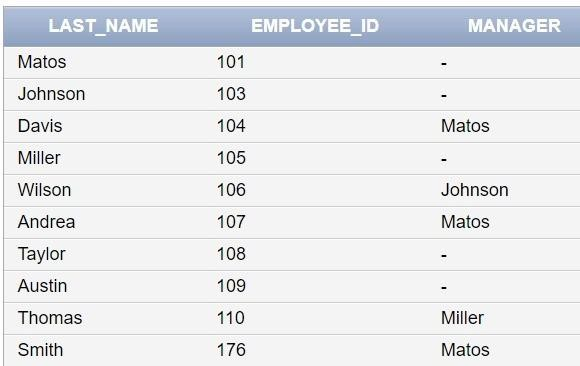 LAST_NAME EMPLOYEE_ID MANAGER
Matos 101 -
Johnson 103 -
Davis 104 Matos
Miller 105 -
Wilson 106 Johnson
Andrea 107 Matos
Taylor 108 -
Austin 109 -
Thomas 110 Miller
Smith 176 Matos